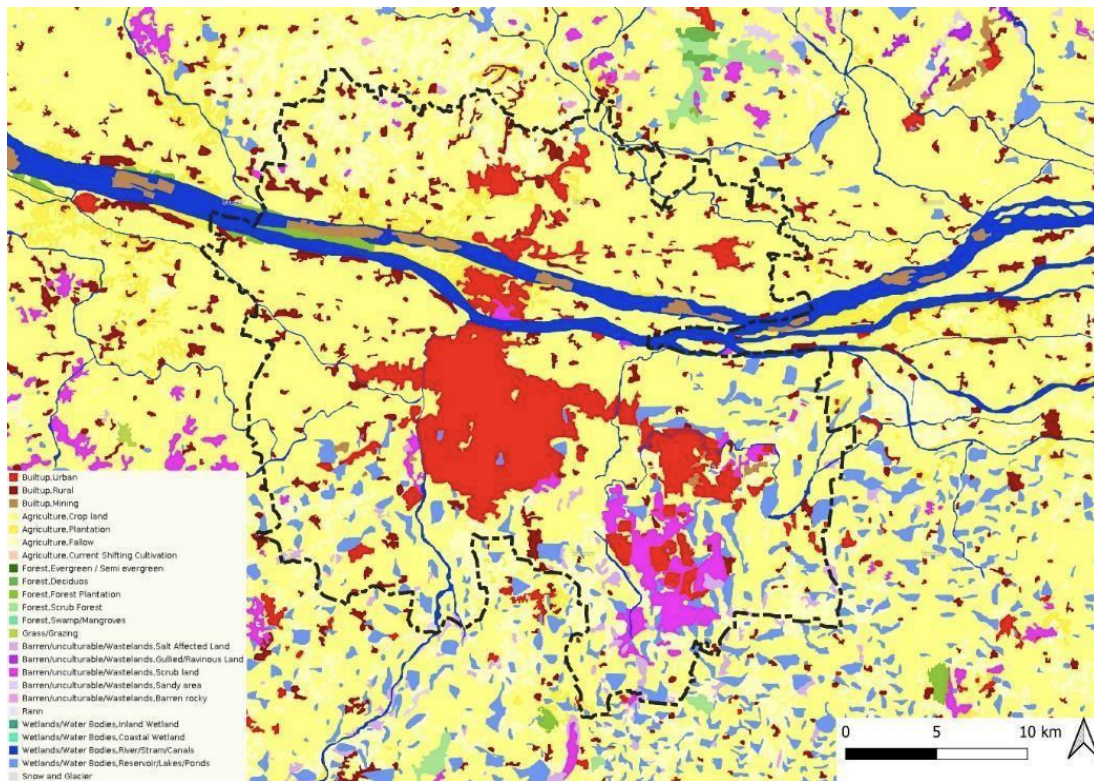 Builtup,Urban
Builtup,Rural
Builtup,Mining
Agriculture,Crop land
Agriculture,Plantation
Agriculture,Fallow
Agriculture,Current Shifting Cultivation
Forest,Evergreen / Semi evergreen
Forest,Deciduos
Forest,Forest Plantation
Forest,Scrub Forest
Forest,Swamp/Mangroves
Grass/Grazing
Barren/unculturable/Wastelands,Salt Affected Land
Barren/unculturable/Wastelands,Gullied/Ravinous Land
Barren/unculturable/Wastelands,Scrub land
Barren/unculturable/Wastelands,Sandy area
Barren/unculturable/Wastelands,Barren rocky
Rann
Wetlands/Water Bodies,Inland Wetland
Wetlands/Water Bodies,Coastal Wetland
Wetlands/Water Bodies,River/Stram/Canals
Wetlands/Water Bodies,Reservoir/Lakes/Ponds
Snow and Glacier
0 5 10 km